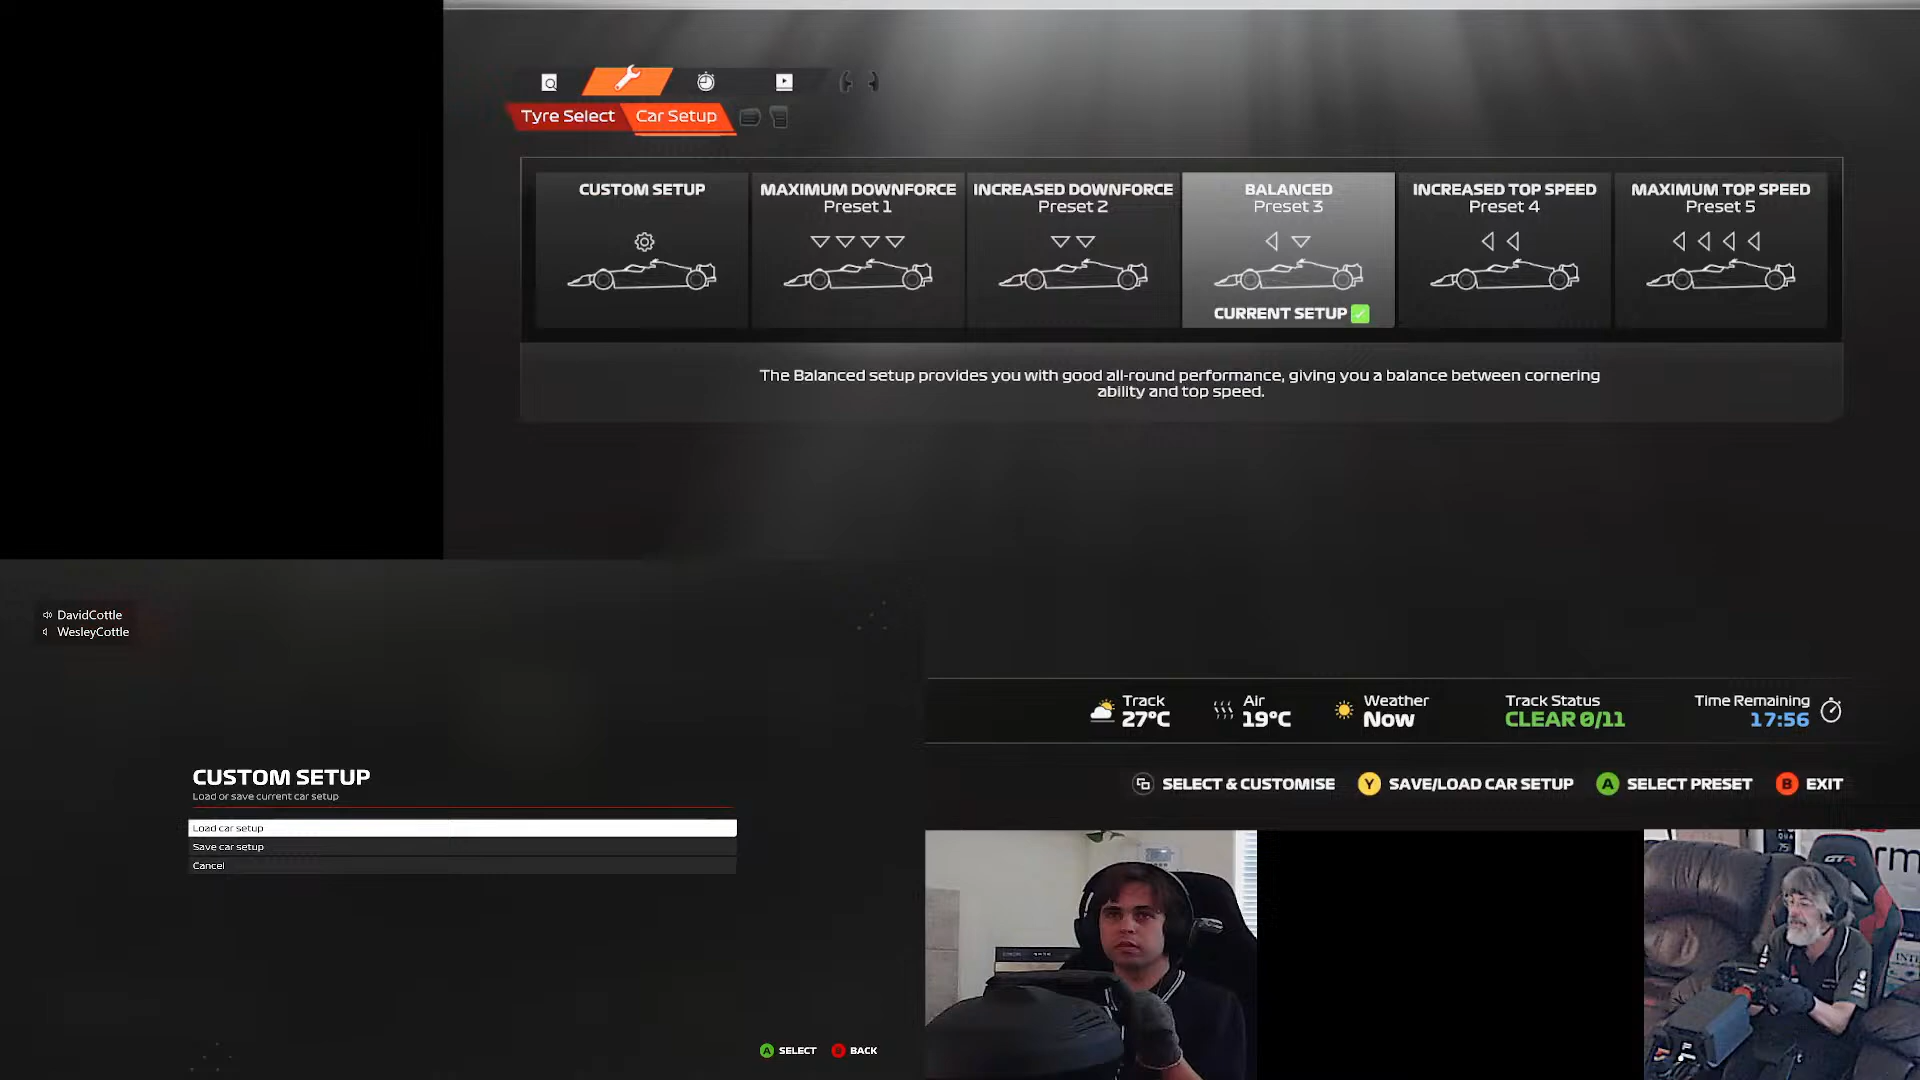 Tyre Select Car Setup
CUSTOM SETUP
MAXIMUM DOWNFORCE
Preset 1
INCREASED DOWNFORCE
Preset 2
BALANCED
Preset 3
CURRENT SETUP
INCREASED TOP SPEED
Preset 4
MAXIMUM TOP SPEED
Preset 5
The Balanced setup provides you with good all-round performance, giving you a balance between cornering
ability and top speed.
DavidCottle
WesleyCottle
Track
27°C
Air
19°C
Weather
Now
Track Status
CLEAR 0/11
Time Remaining
17:56
Y SAVE/LOAD CAR SETUP
SELECT & CUSTOMISE
A SELECT PRESET
B EXIT
CUSTOM SETUP
Load or save current car setup
Load car setup
Save car setup
Cancel
A SELECT
B BACK
GTR